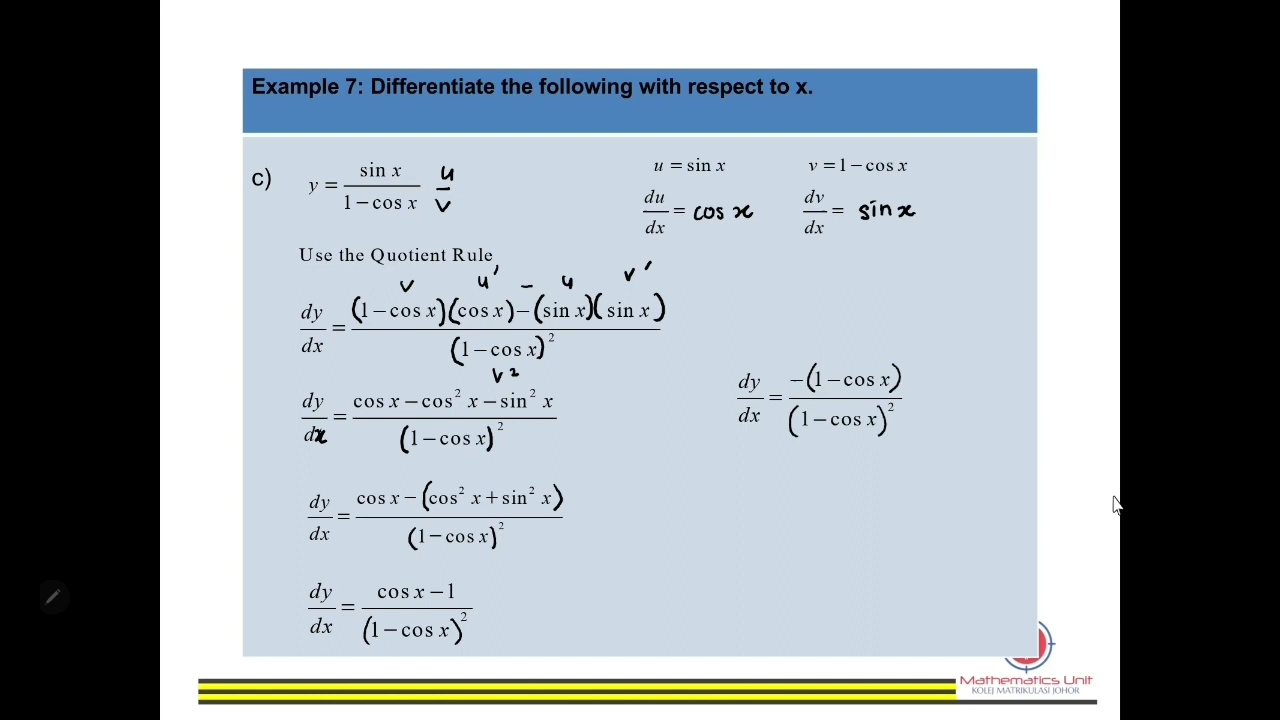 Example 7: Differentiate the following with respect to x.
c) y = sin x / 1 − cos x u/v
u = sin x v = 1 − cos x
du/dx = cos x dv/dx = sin x
Use the Quotient Rule
v u' − u v'
dy/dx = (1 − cos x)(cos x) − (sin x)(sin x) / (1 − cos x)²
v²
dy/dx = cos x − cos² x − sin² x / (1 − cos x)²
dy/dx = cos x − (cos² x + sin² x) / (1 − cos x)²
dy/dx = cos x − 1 / (1 − cos x)²
dy/dx = −(1 − cos x) / (1 − cos x)²
Mathematics Unit
KOLEJ MATRIKULASI JOHOR